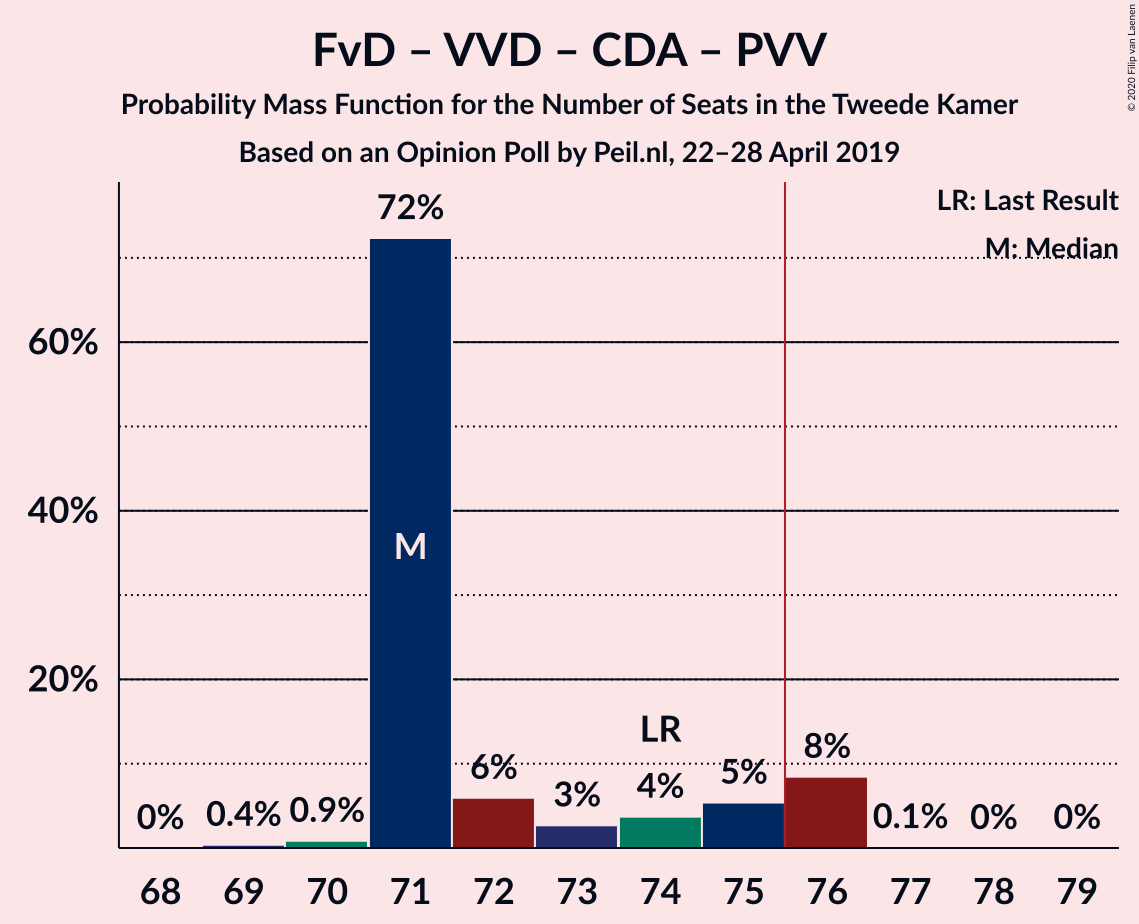 FvD – VVD – CDA – PVV
Probability Mass Function for the Number of Seats in the Tweede Kamer
Based on an Opinion Poll by Peil.nl, 22–28 April 2019
© 2020 Filip van Laenen
LR: Last Result
M: Median
72%
60%
M
40%
20%
LR
0% 0.4% 0.9% 6% 3% 4% 5% 8% 0.1% 0% 0%
68 69 70 71 72 73 74 75 76 77 78 79